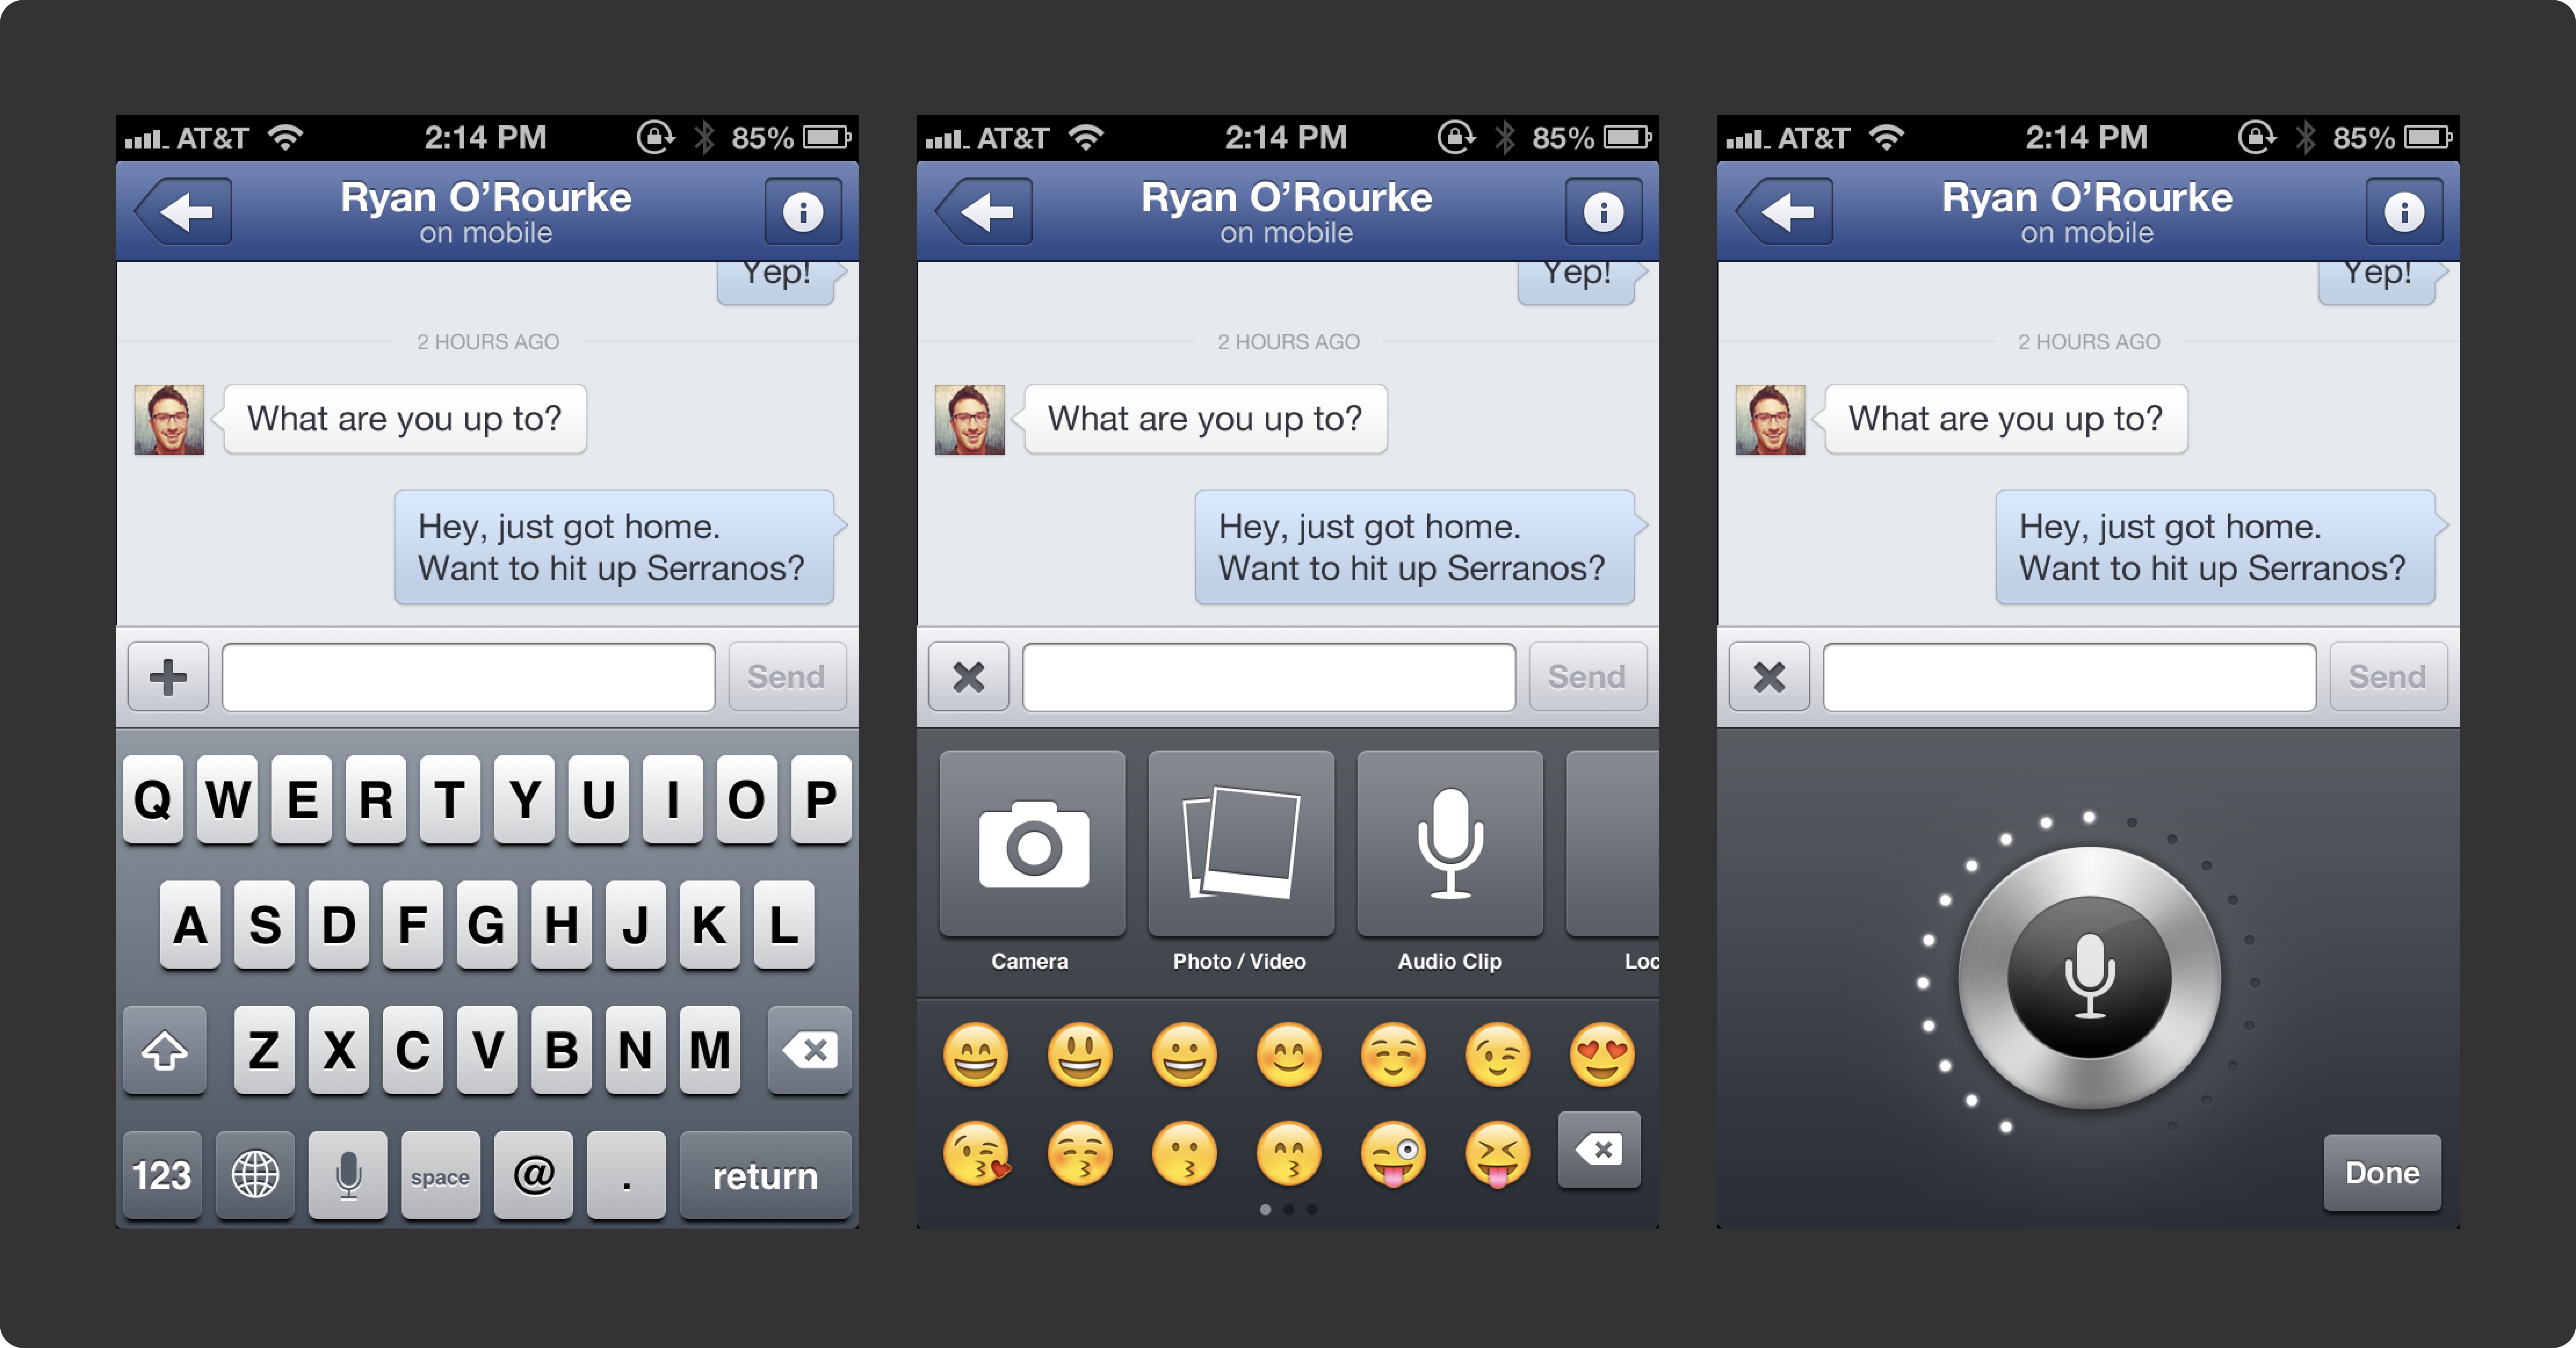 AT&T 2:14 PM 85%
Ryan O’Rourke
on mobile
Yep!
2 HOURS AGO
What are you up to?
Hey, just got home.
Want to hit up Serranos?
Send
Q W E R T Y U I O P
A S D F G H J K L
Z X C V B N M
123 space @ . return
AT&T 2:14 PM 85%
Ryan O’Rourke
on mobile
Yep!
2 HOURS AGO
What are you up to?
Hey, just got home.
Want to hit up Serranos?
Send
Camera Photo / Video Audio Clip Loc
AT&T 2:14 PM 85%
Ryan O’Rourke
on mobile
Yep!
2 HOURS AGO
What are you up to?
Hey, just got home.
Want to hit up Serranos?
Send
Done